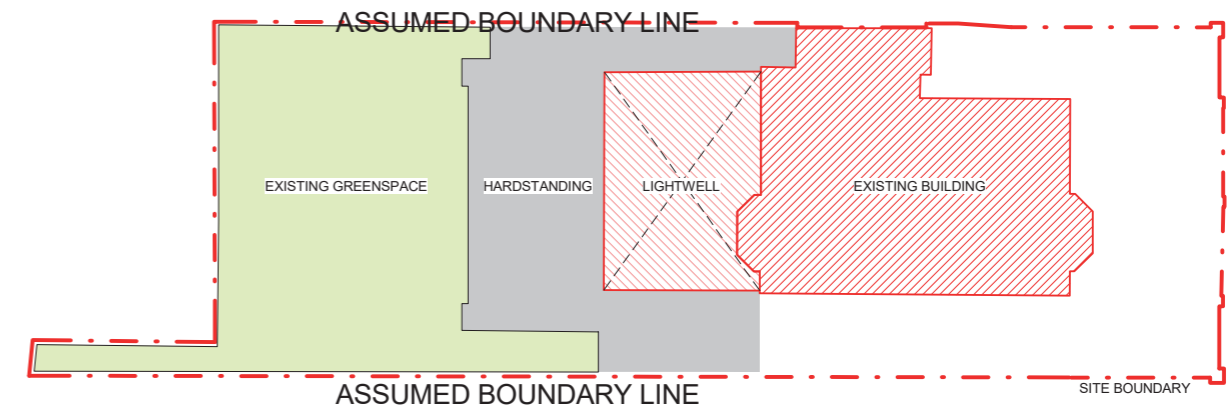 ASSUMED BOUNDARY LINE
EXISTING GREENSPACE
HARDSTANDING
LIGHTWELL
EXISTING BUILDING
ASSUMED BOUNDARY LINE
SITE BOUNDARY